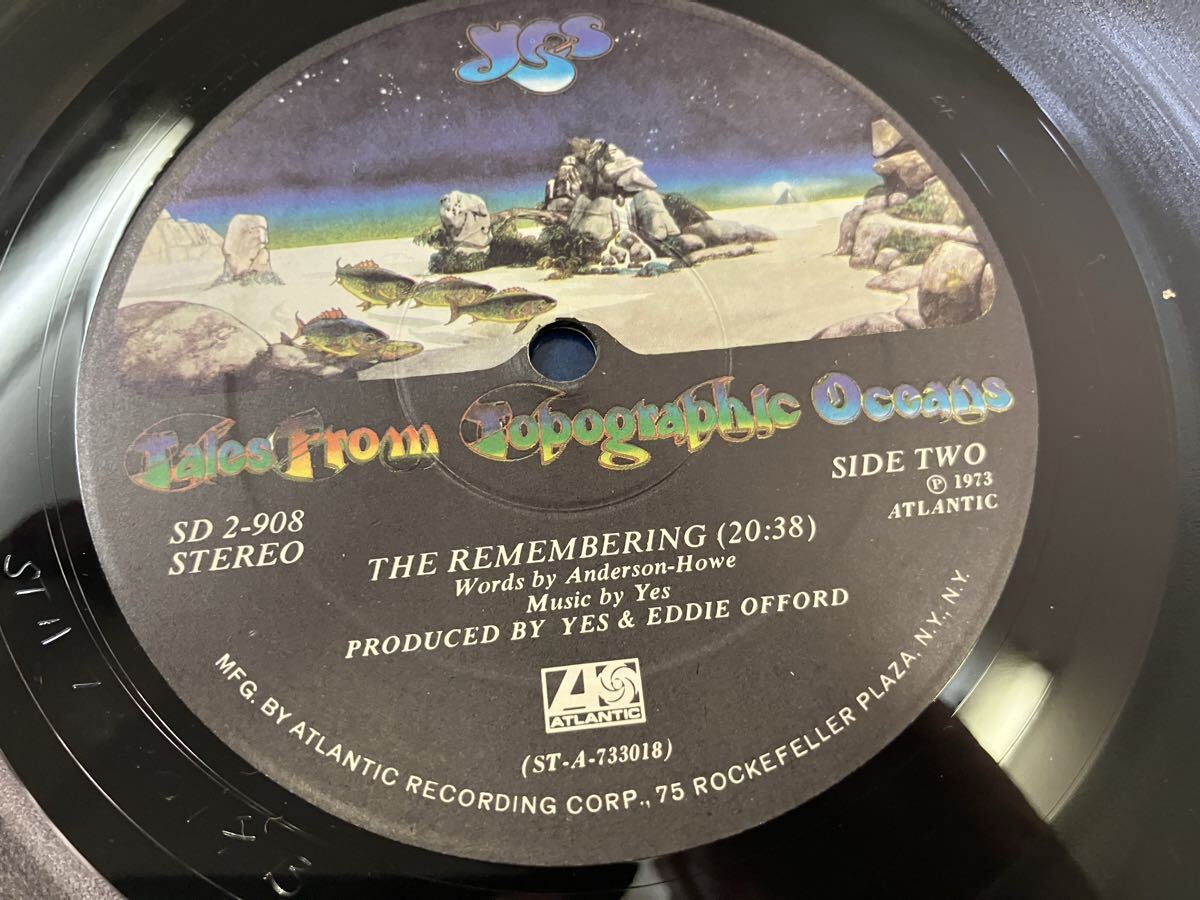 yes
Tales From Topographic Oceans
SIDE TWO
Ⓟ 1973
ATLANTIC
SD 2-908
STEREO
THE REMEMBERING (20:38)
Words by Anderson-Howe
Music by Yes
PRODUCED BY YES & EDDIE OFFORD
ATLANTIC
(ST-A-733018)
MFG. BY ATLANTIC RECORDING CORP., 75 ROCKEFELLER PLAZA, N.Y., N.Y.